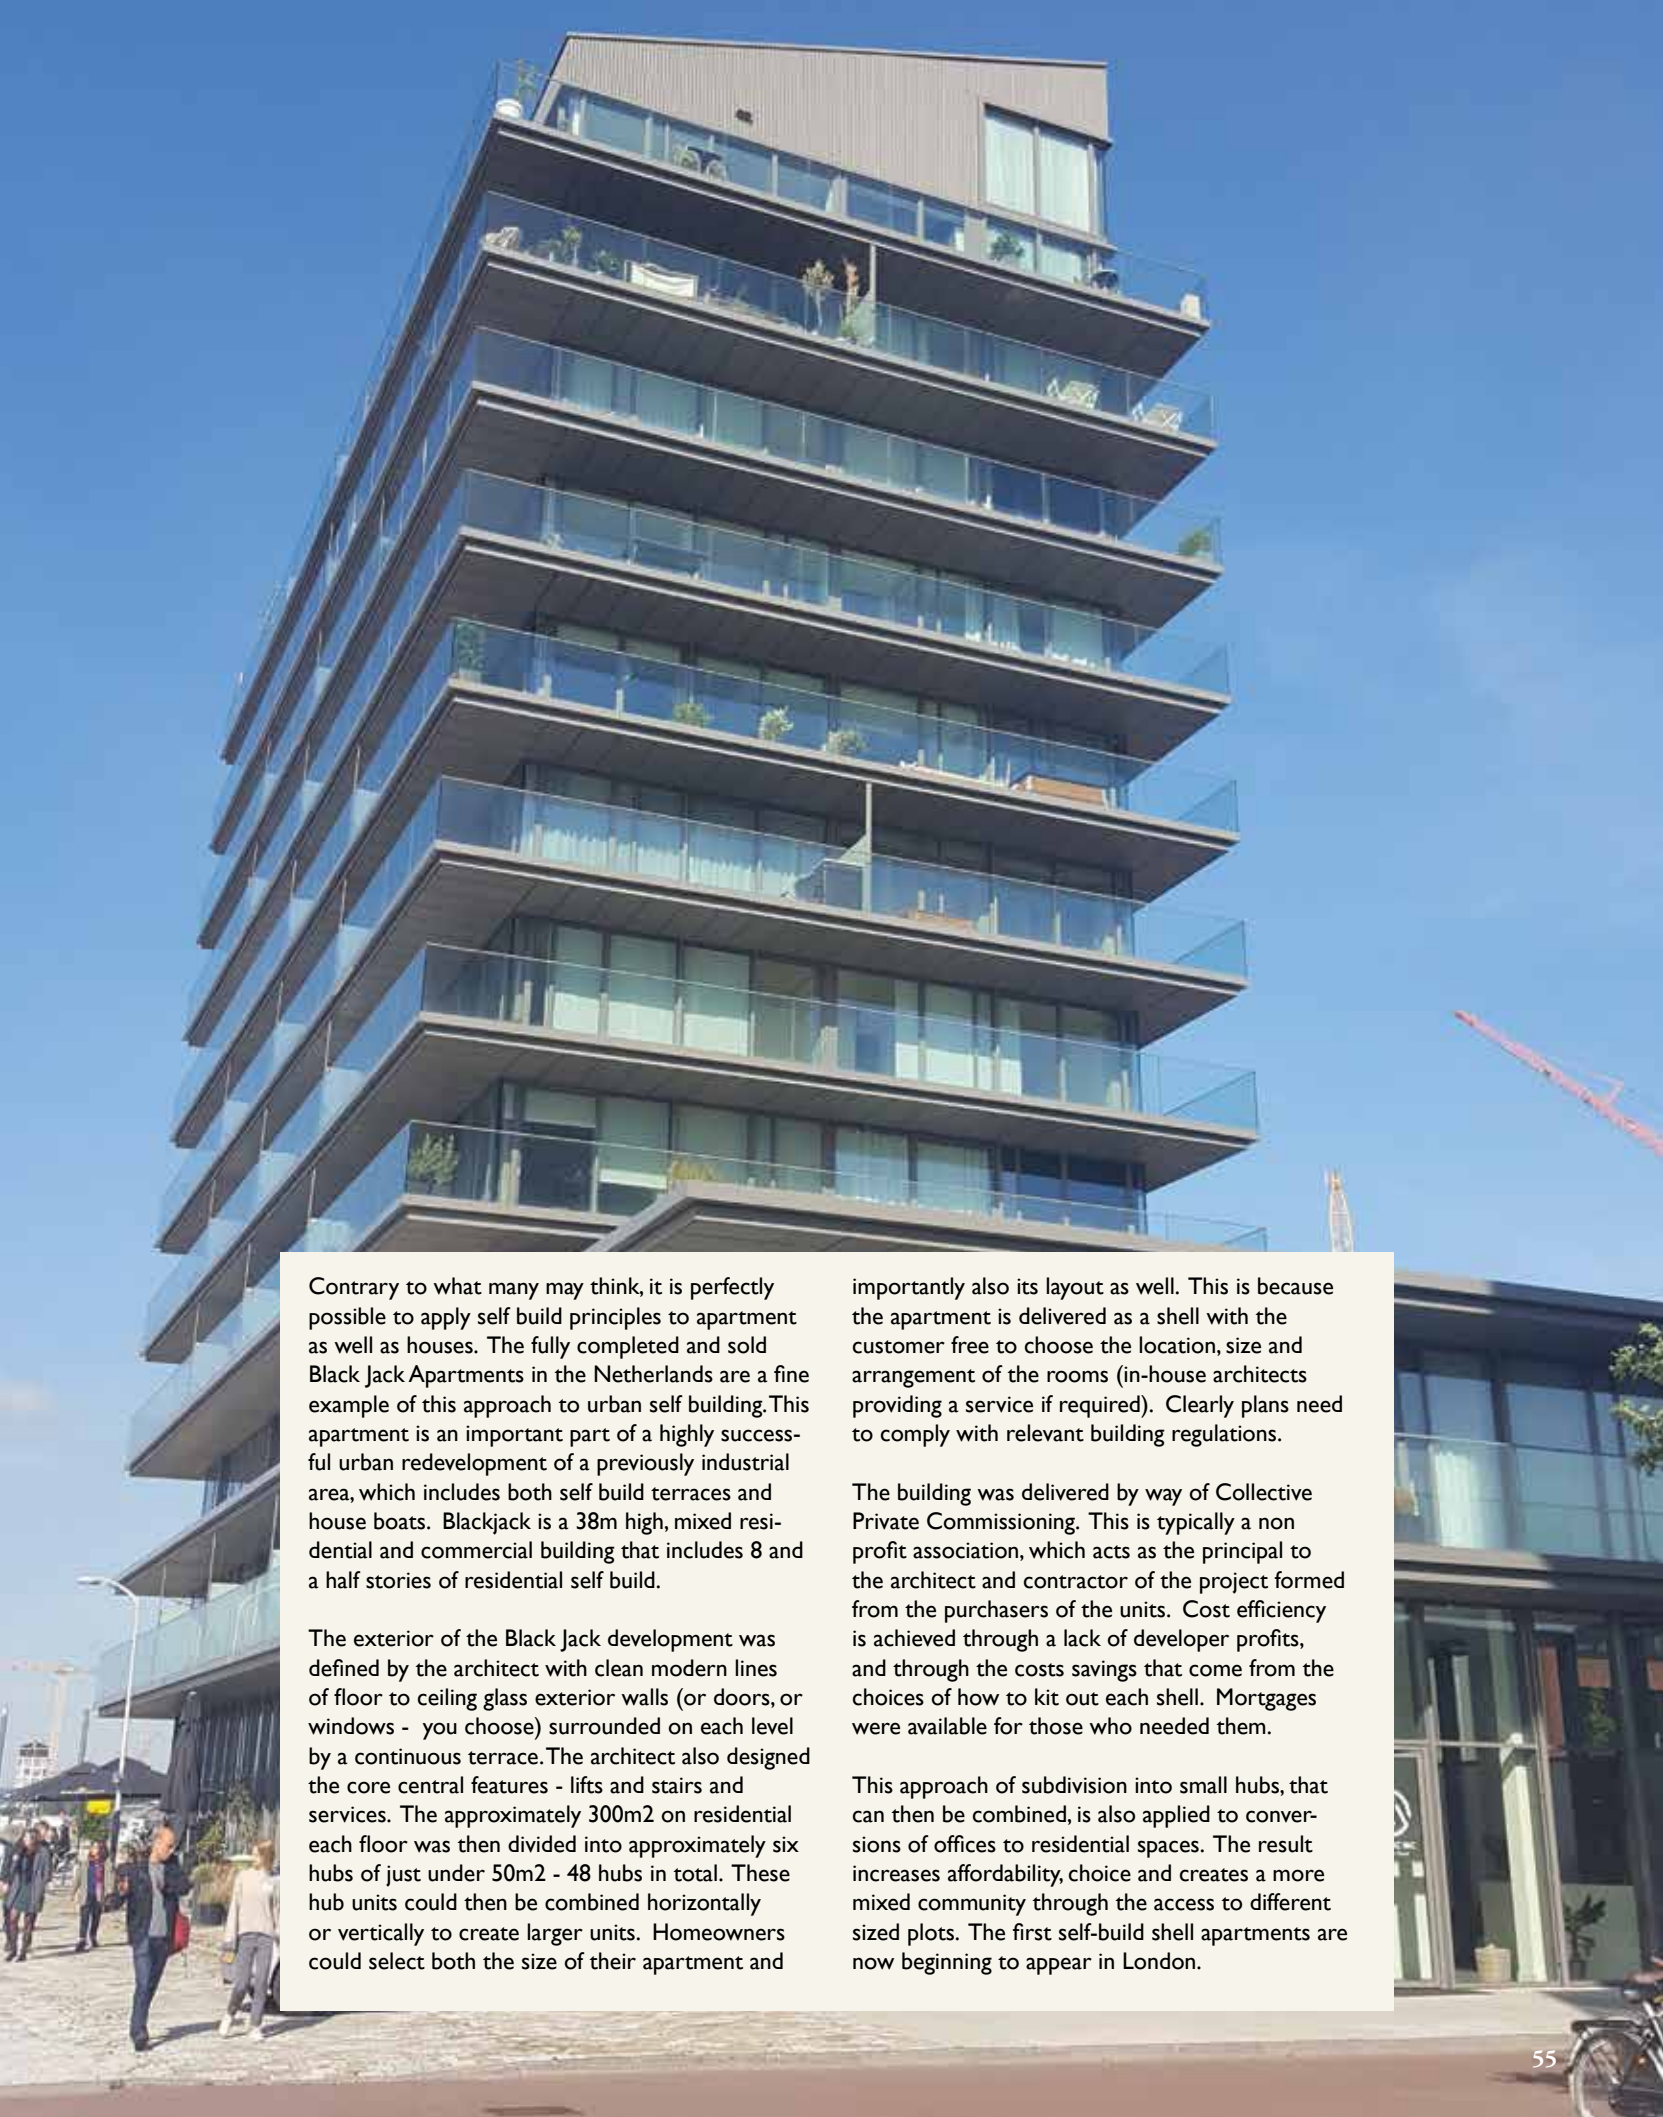 Contrary to what many may think, it is perfectly
possible to apply self build principles to apartment
as well as houses. The fully completed and sold
Black Jack Apartments in the Netherlands are a fine
example of this approach to urban self building. This
apartment is an important part of a highly success-
ful urban redevelopment of a previously industrial
area, which includes both self build terraces and
house boats. Blackjack is a 38m high, mixed resi-
dential and commercial building that includes 8 and
a half stories of residential self build.
The exterior of the Black Jack development was
defined by the architect with clean modern lines
of floor to ceiling glass exterior walls (or doors, or
windows - you choose) surrounded on each level
by a continuous terrace. The architect also designed
the core central features - lifts and stairs and
services. The approximately 300m2 on residential
each floor was then divided into approximately six
hubs of just under 50m2 - 48 hubs in total. These
hub units could then be combined horizontally
or vertically to create larger units. Homeowners
could select both the size of their apartment and
importantly also its layout as well. This is because
the apartment is delivered as a shell with the
customer free to choose the location, size and
arrangement of the rooms (in-house architects
providing a service if required). Clearly plans need
to comply with relevant building regulations.
The building was delivered by way of Collective
Private Commissioning. This is typically a non
profit association, which acts as the principal to
the architect and contractor of the project formed
from the purchasers of the units. Cost efficiency
is achieved through a lack of developer profits,
and through the costs savings that come from the
choices of how to kit out each shell. Mortgages
were available for those who needed them.
This approach of subdivision into small hubs, that
can then be combined, is also applied to conver-
sions of offices to residential spaces. The result
increases affordability, choice and creates a more
mixed community through the access to different
sized plots. The first self-build shell apartments are
now beginning to appear in London.
55